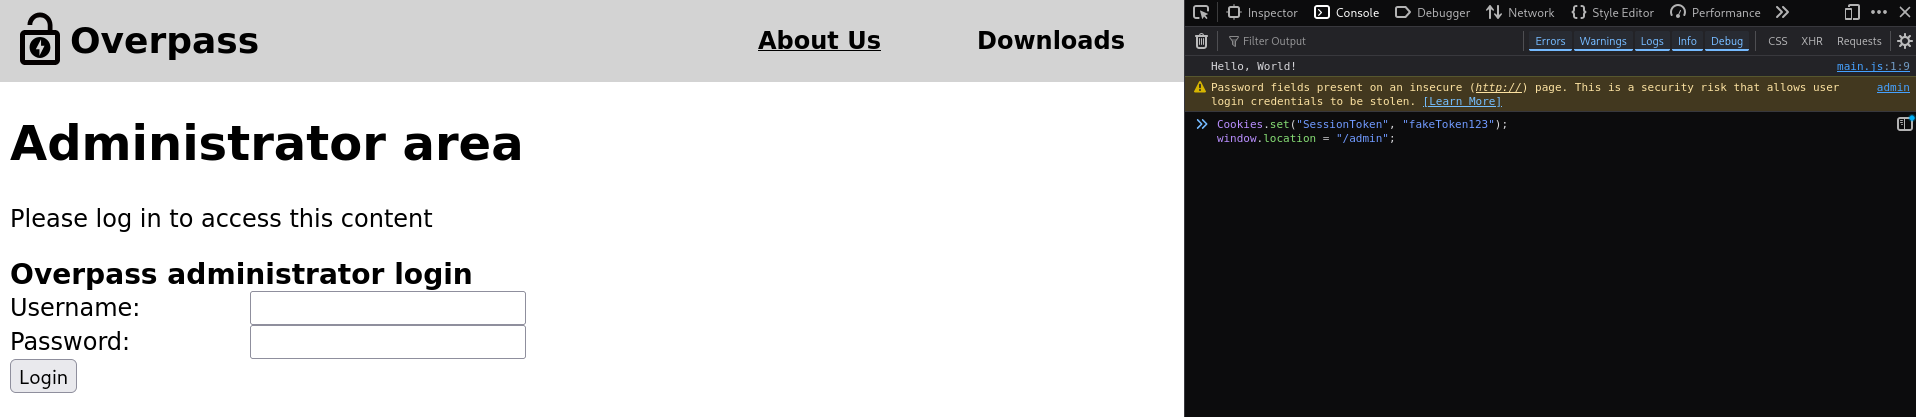 Overpass
About Us
Downloads
Administrator area
Please log in to access this content
Overpass administrator login
Username:
Password:
Login
Inspector Console Debugger Network Style Editor Performance
Filter Output Errors Warnings Logs Info Debug CSS XHR Requests
Hello, World! main.js:1:9
Password fields present on an insecure (http://) page. This is a security risk that allows user admin
login credentials to be stolen. [Learn More]
Cookies.set("SessionToken", "fakeToken123");
window.location = "/admin";